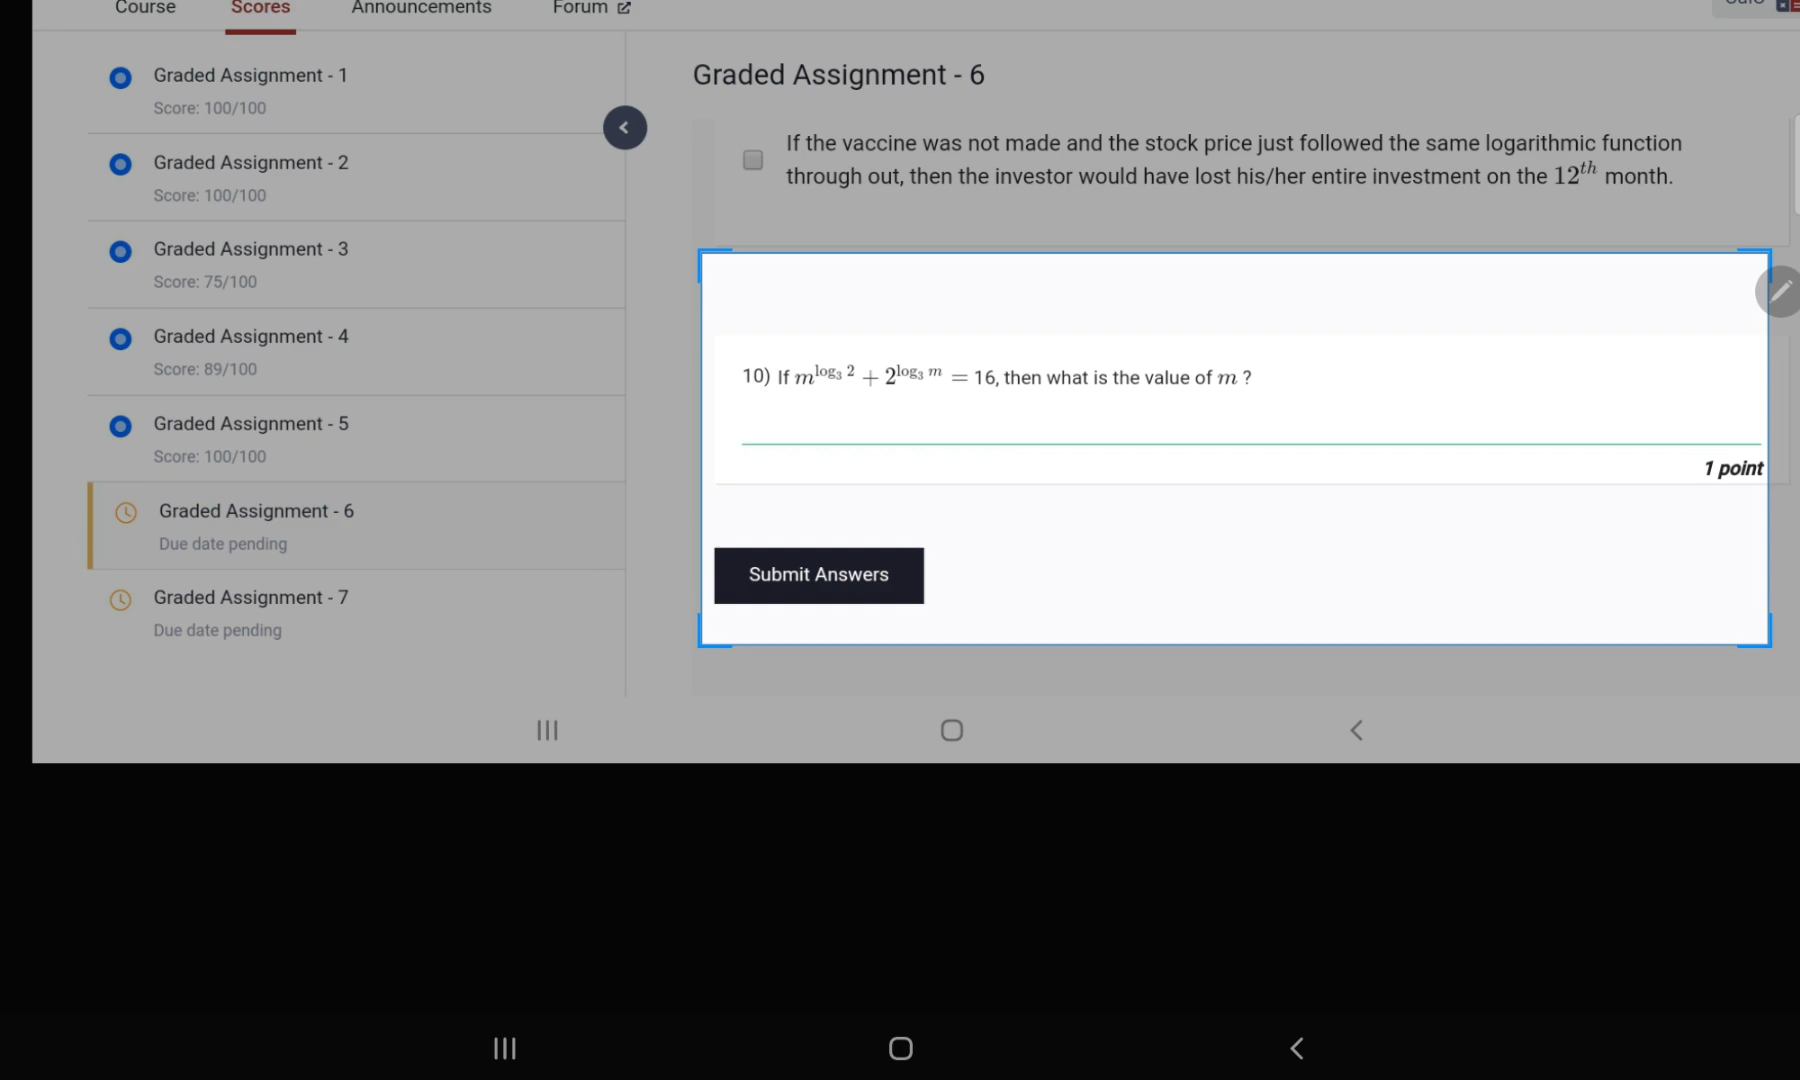 Course Scores Announcements Forum
Graded Assignment - 1
Score: 100/100
Graded Assignment - 2
Score: 100/100
Graded Assignment - 3
Score: 75/100
Graded Assignment - 4
Score: 89/100
Graded Assignment - 5
Score: 100/100
Graded Assignment - 6
Due date pending
Graded Assignment - 7
Due date pending
Graded Assignment - 6
If the vaccine was not made and the stock price just followed the same logarithmic function
through out, then the investor would have lost his/her entire investment on the 12^{th} month.
10) If m^{log_3 2} + 2^{log_3 m} = 16, then what is the value of m ?
1 point
Submit Answers